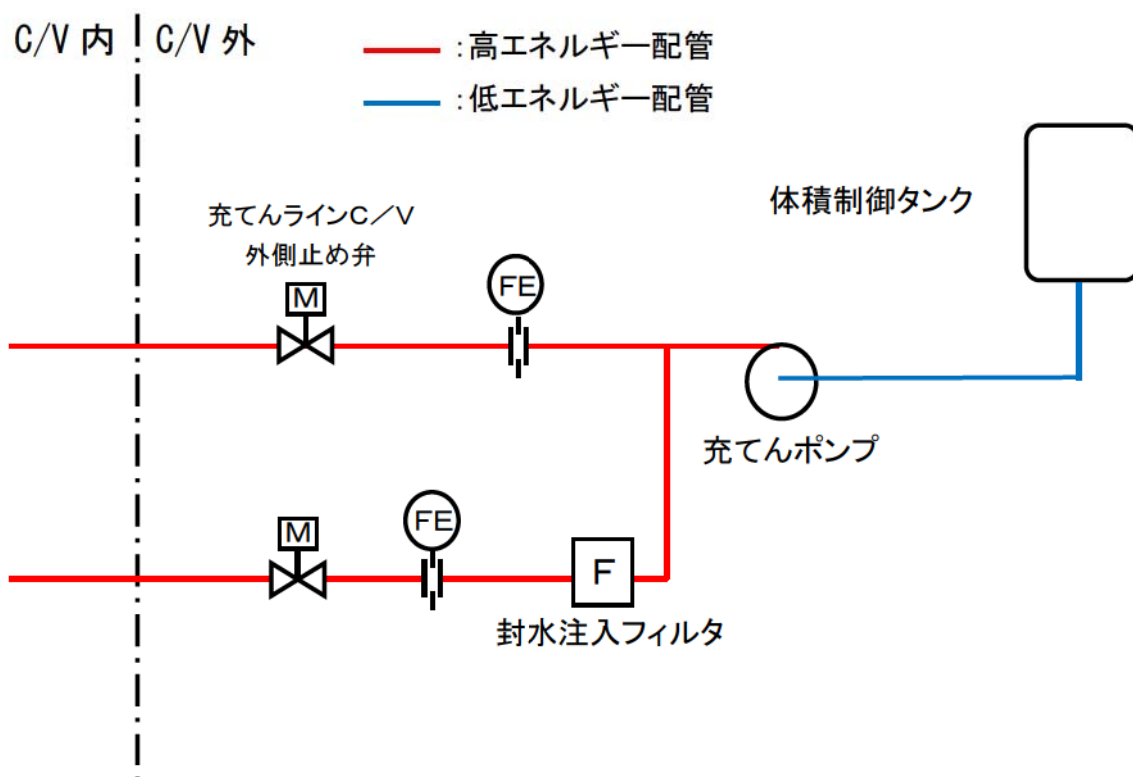 C/V 内
C/V 外
:高エネルギー配管
:低エネルギー配管
体積制御タンク
充てんラインC/V
外側止め弁
M
FE
充てんポンプ
M
FE
F
封水注入フィルタ